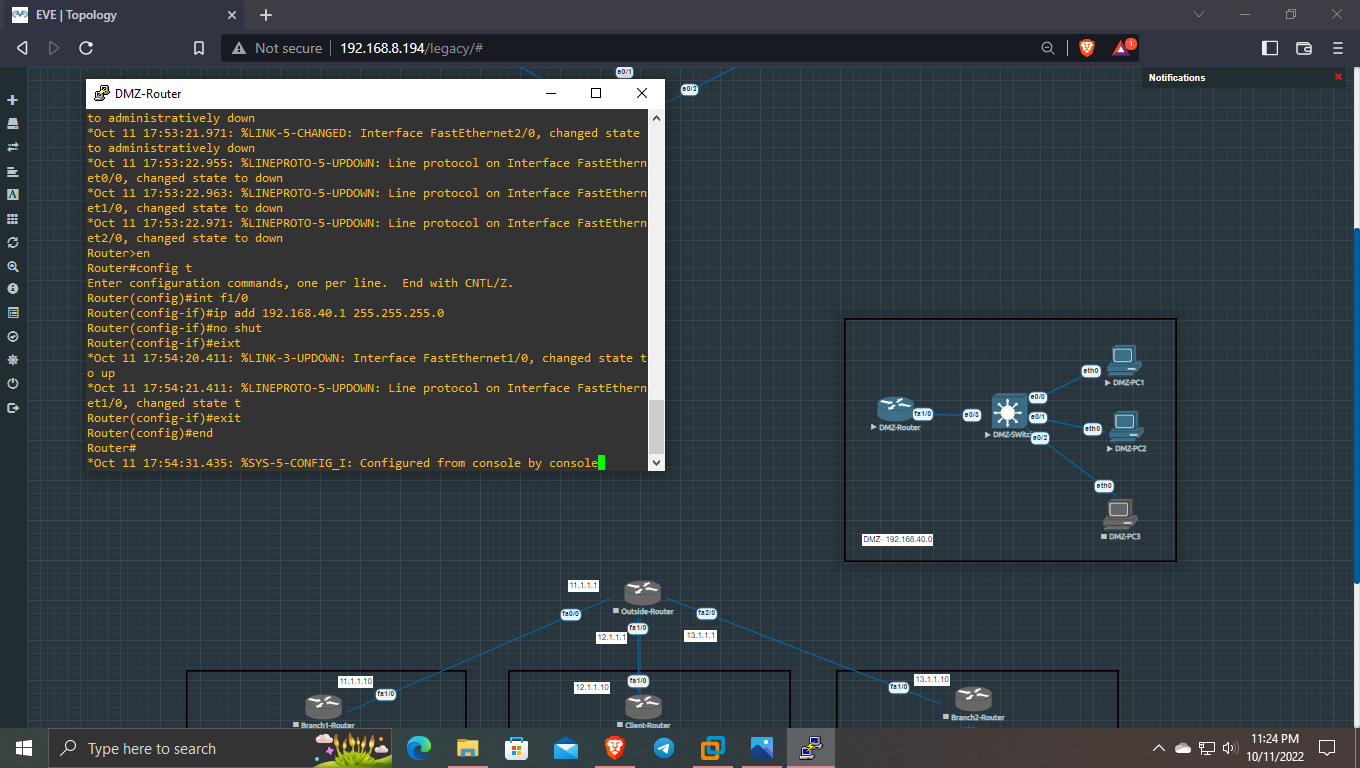 EVE | Topology
Not secure
192.168.8.194/legacy/#
1
Notifications
e0/1
e0/2
DMZ-Router
to administratively down
*Oct 11 17:53:21.971: %LINK-5-CHANGED: Interface FastEthernet2/0, changed state
to administratively down
*Oct 11 17:53:22.955: %LINEPROTO-5-UPDOWN: Line protocol on Interface FastEthern
et0/0, changed state to down
*Oct 11 17:53:22.963: %LINEPROTO-5-UPDOWN: Line protocol on Interface FastEthern
et1/0, changed state to down
*Oct 11 17:53:22.971: %LINEPROTO-5-UPDOWN: Line protocol on Interface FastEthern
et2/0, changed state to down
Router>en
Router#config t
Enter configuration commands, one per line.  End with CNTL/Z.
Router(config)#int f1/0
Router(config-if)#ip add 192.168.40.1 255.255.255.0
Router(config-if)#no shut
Router(config-if)#eixt
*Oct 11 17:54:20.411: %LINK-3-UPDOWN: Interface FastEthernet1/0, changed state t
o up
*Oct 11 17:54:21.411: %LINEPROTO-5-UPDOWN: Line protocol on Interface FastEthern
et1/0, changed state t
Router(config-if)#exit
Router(config)#end
Router#
*Oct 11 17:54:31.435: %SYS-5-CONFIG_I: Configured from console by console
eth0
DMZ-PC1
e0/0
fa1/0
e0/3
e0/1
DMZ-Router
DMZ-SWitc
e0/2
eth0
DMZ-PC2
eth0
DMZ-PC3
DMZ- 192.168.40.0
11.1.1.1
Outside-Router
fa0/0
fa2/0
12.1.1.1
fa1/0
13.1.1.1
11.1.1.10
fa1/0
12.1.1.10
fa1/0
fa1/0
13.1.1.10
Branch1-Router
Client-Router
Branch2-Router
Type here to search
11:24 PM
10/11/2022